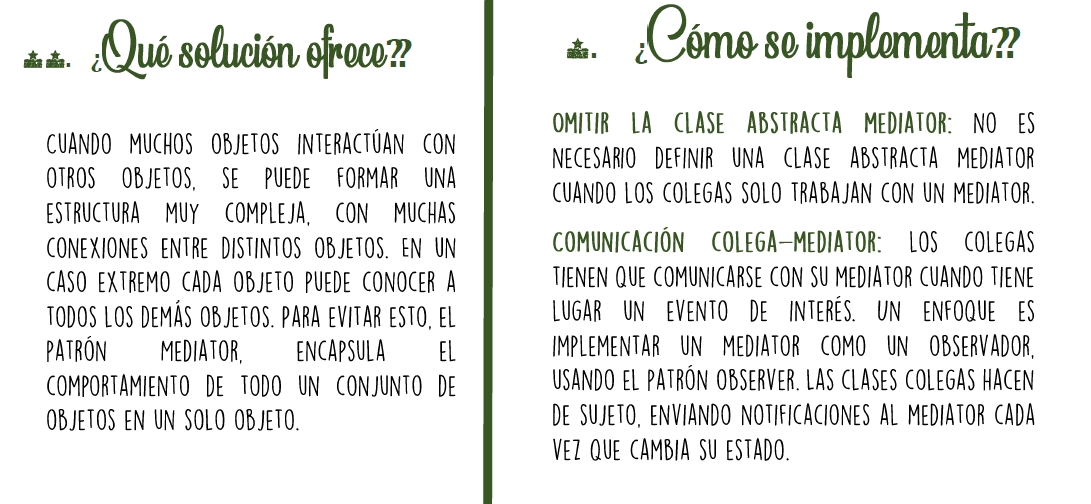 ¿Qué solución ofrece??
CUANDO MUCHOS OBJETOS INTERACTÚAN CON
OTROS OBJETOS, SE PUEDE FORMAR UNA
ESTRUCTURA MUY COMPLEJA, CON MUCHAS
CONEXIONES ENTRE DISTINTOS OBJETOS. EN UN
CASO EXTREMO CADA OBJETO PUEDE CONOCER A
TODOS LOS DEMÁS OBJETOS. PARA EVITAR ESTO, EL
PATRÓN MEDIATOR, ENCAPSULA EL
COMPORTAMIENTO DE TODO UN CONJUNTO DE
OBJETOS EN UN SOLO OBJETO.
¿Cómo se implementa??
OMITIR LA CLASE ABSTRACTA MEDIATOR: NO ES
NECESARIO DEFINIR UNA CLASE ABSTRACTA MEDIATOR
CUANDO LOS COLEGAS SOLO TRABAJAN CON UN MEDIATOR.
COMUNICACIÓN COLEGA-MEDIATOR: LOS COLEGAS
TIENEN QUE COMUNICARSE CON SU MEDIATOR CUANDO TIENE
LUGAR UN EVENTO DE INTERÉS. UN ENFOQUE ES
IMPLEMENTAR UN MEDIATOR COMO UN OBSERVADOR,
USANDO EL PATRÓN OBSERVER. LAS CLASES COLEGAS HACEN
DE SUJETO, ENVIANDO NOTIFICACIONES AL MEDIATOR CADA
VEZ QUE CAMBIA SU ESTADO.